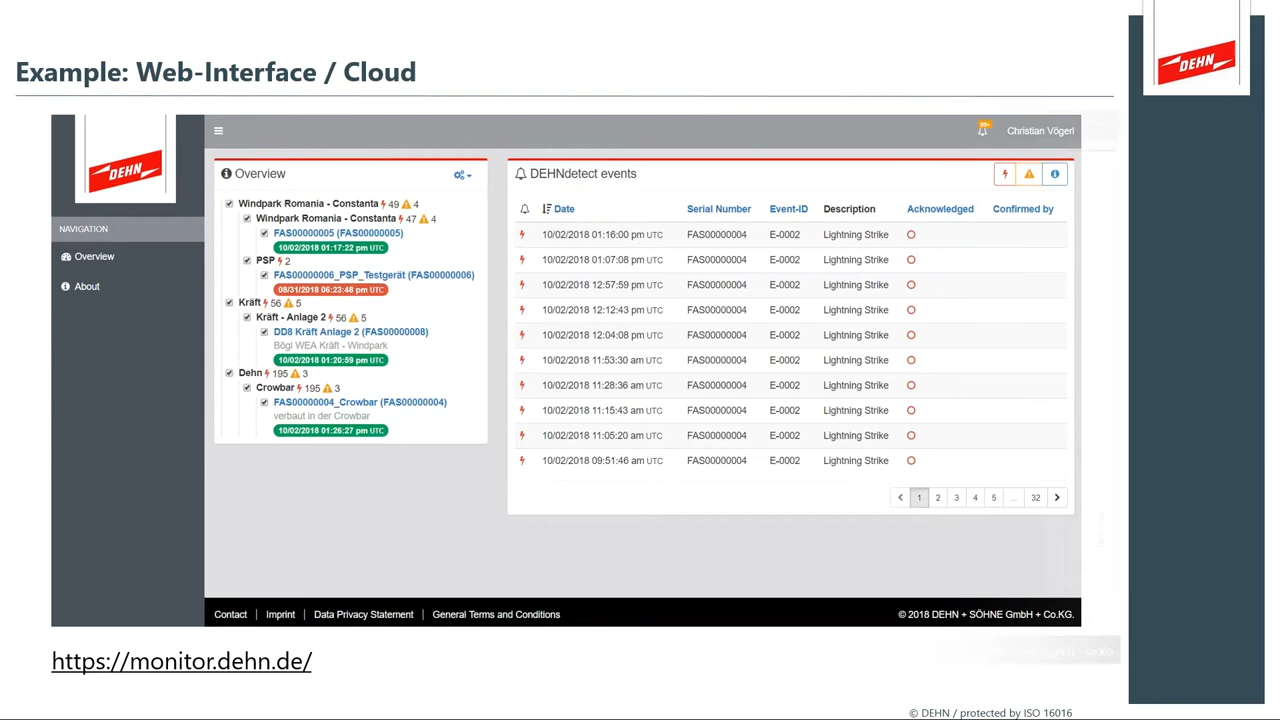 Example: Web-Interface / Cloud
DEHN
DEHN
99+
Christian Vögerl
Overview
DEHNdetect events
Windpark Romania - Constanta 49 4
Windpark Romania - Constanta 47 4
FAS00000005 (FAS00000005)
10/02/2018 01:17:22 pm UTC
PSP 2
FAS00000006_PSP_Testgerät (FAS00000006)
08/31/2018 06:23:48 pm UTC
Kräft 56 5
Kräft - Anlage 2 56 5
DD8 Kräft Anlage 2 (FAS00000008)
Bögl WEA Kräft - Windpark
10/02/2018 01:20:59 pm UTC
Dehn 195 3
Crowbar 195 3
FAS00000004_Crowbar (FAS00000004)
verbaut in der Crowbar
10/02/2018 01:26:27 pm UTC
NAVIGATION
Overview
About
Date Serial Number Event-ID Description Acknowledged Confirmed by
10/02/2018 01:16:00 pm UTC FAS00000004 E-0002 Lightning Strike
10/02/2018 01:07:08 pm UTC FAS00000004 E-0002 Lightning Strike
10/02/2018 12:57:59 pm UTC FAS00000004 E-0002 Lightning Strike
10/02/2018 12:12:43 pm UTC FAS00000004 E-0002 Lightning Strike
10/02/2018 12:04:08 pm UTC FAS00000004 E-0002 Lightning Strike
10/02/2018 11:53:30 am UTC FAS00000004 E-0002 Lightning Strike
10/02/2018 11:28:36 am UTC FAS00000004 E-0002 Lightning Strike
10/02/2018 11:15:43 am UTC FAS00000004 E-0002 Lightning Strike
10/02/2018 11:05:20 am UTC FAS00000004 E-0002 Lightning Strike
10/02/2018 09:51:46 am UTC FAS00000004 E-0002 Lightning Strike
1 2 3 4 5 ... 32
Contact | Imprint | Data Privacy Statement | General Terms and Conditions
© 2018 DEHN + SÖHNE GmbH + Co.KG.
https://monitor.dehn.de/
© DEHN / protected by ISO 16016